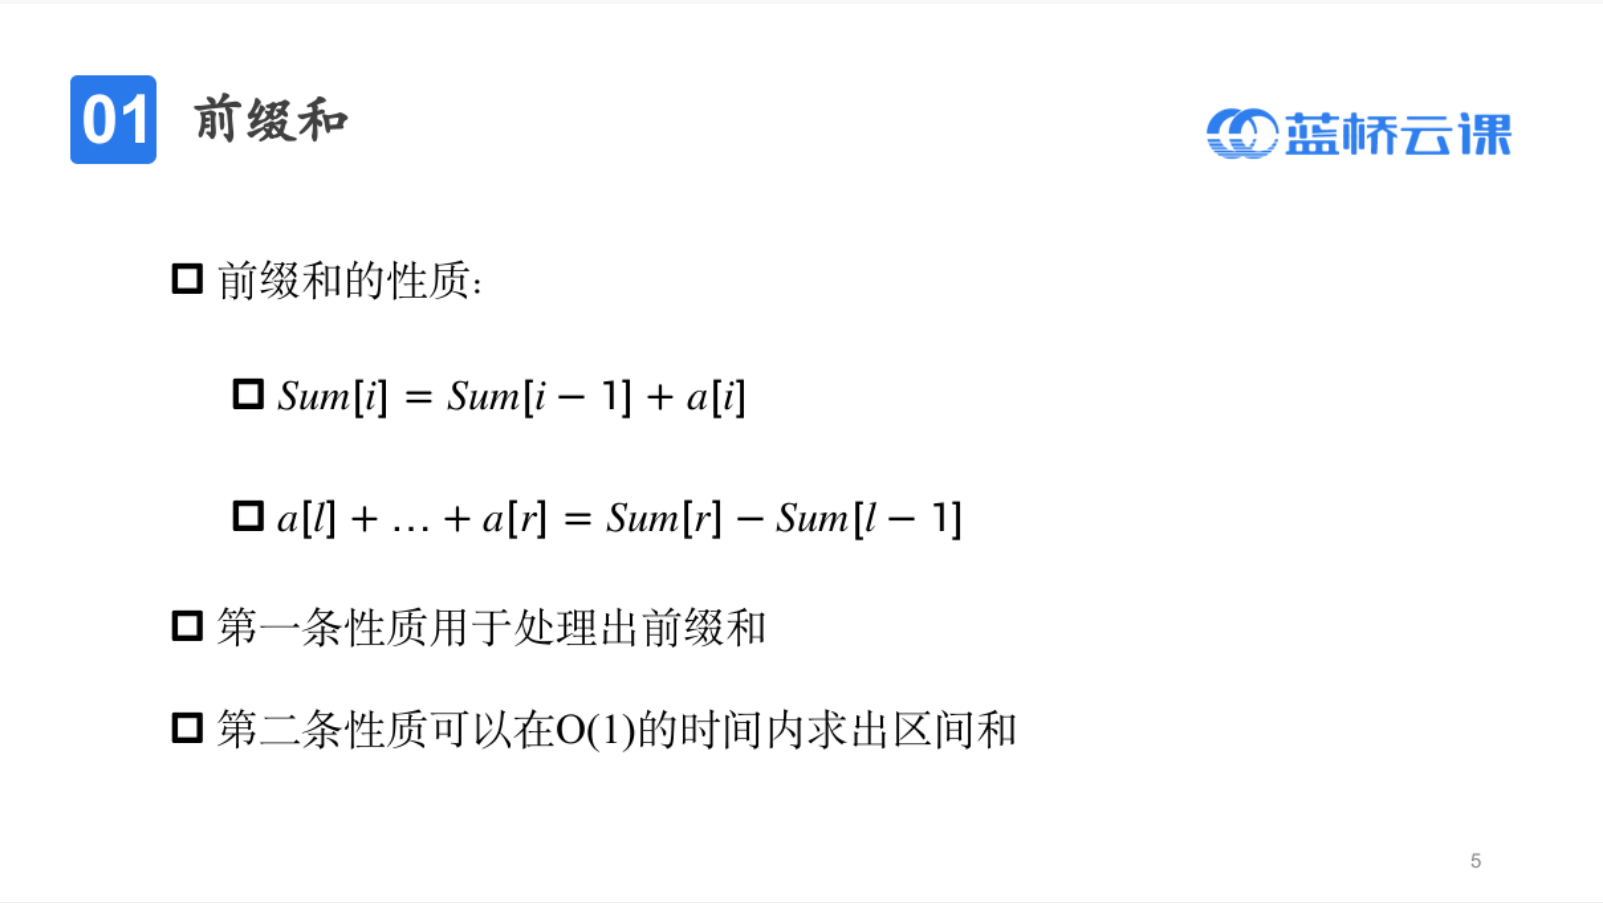 01 前缀和
蓝桥云课
前缀和的性质：
Sum[i] = Sum[i − 1] + a[i]
a[l] + … + a[r] = Sum[r] − Sum[l − 1]
第一条性质用于处理出前缀和
第二条性质可以在O(1)的时间内求出区间和
5